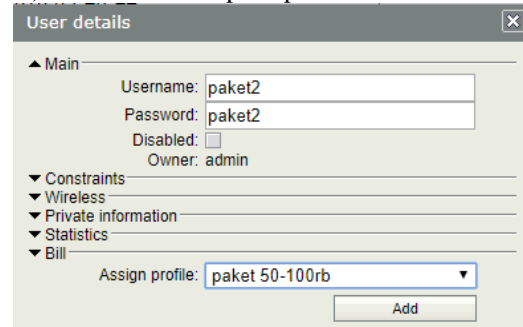 User details
Main
Username: paket2
Password: paket2
Disabled:
Owner: admin
Constraints
Wireless
Private information
Statistics
Bill
Assign profile: paket 50-100rb
Add